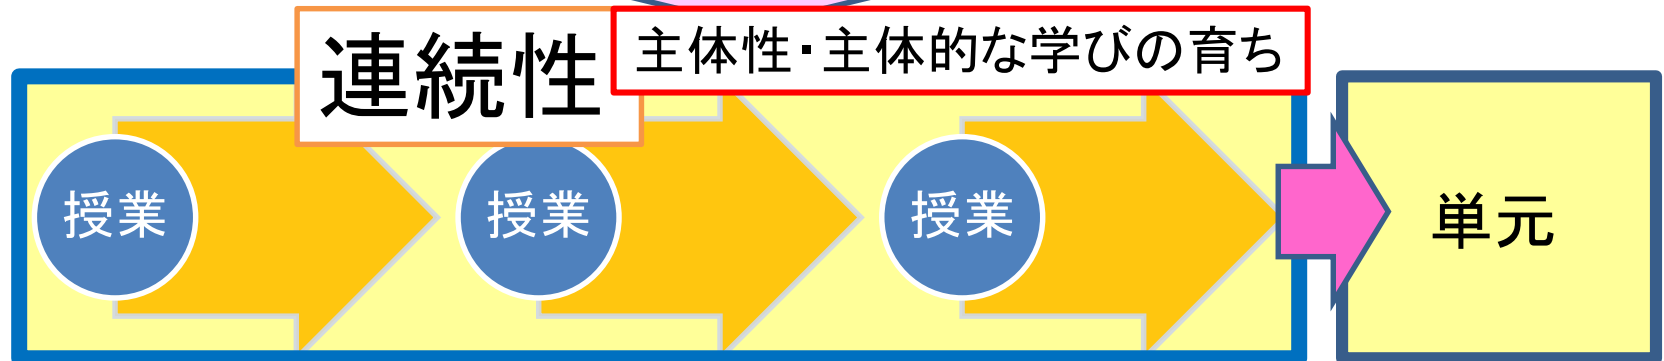 連続性
主体性・主体的な学びの育ち
授業
授業
授業
単元